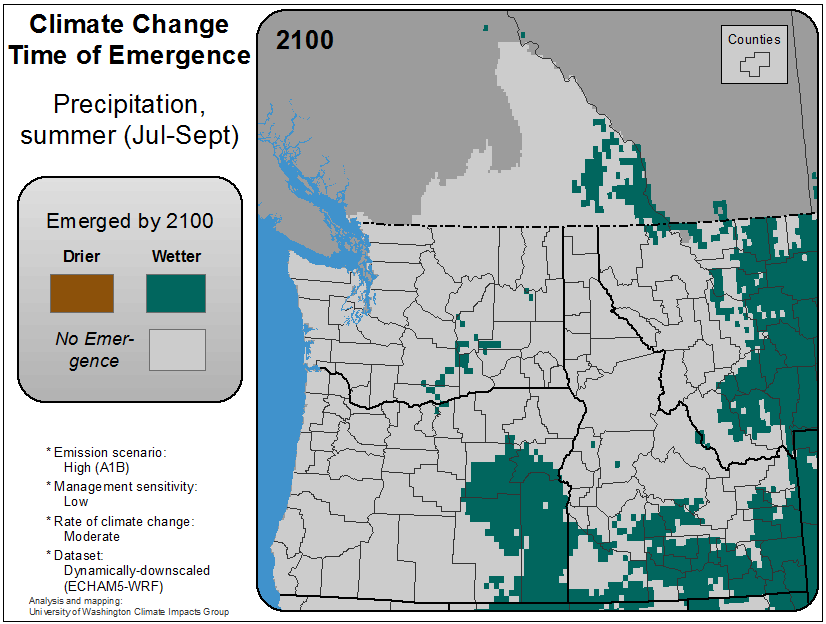 Climate Change
Time of Emergence
Precipitation,
summer (Jul-Sept)
Emerged by 2100
Drier
Wetter
No Emer-
gence
* Emission scenario:
High (A1B)
* Management sensitivity:
Low
* Rate of climate change:
Moderate
* Dataset:
Dynamically-downscaled
(ECHAM5-WRF)
Analysis and mapping:
University of Washington Climate Impacts Group
2100
Counties